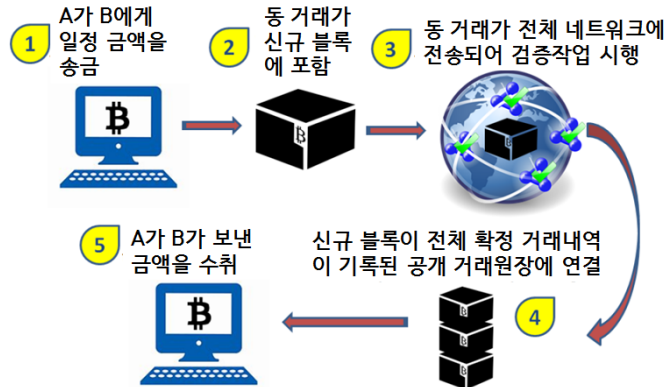 1
A가 B에게
일정 금액을
송금
2
동 거래가
신규 블록
에 포함
3
동 거래가 전체 네트워크에
전송되어 검증작업 시행
5
A가 B가 보낸
금액을 수취
신규 블록이 전체 확정 거래내역
이 기록된 공개 거래원장에 연결
4